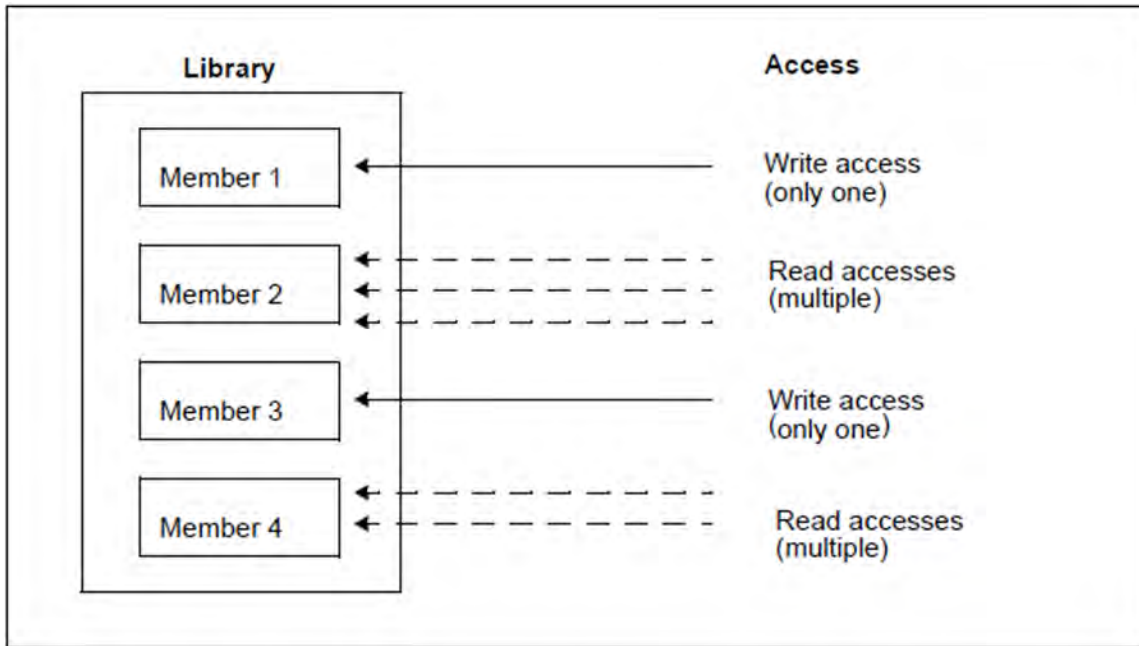 Library
Access
Member 1
Write access
(only one)
Member 2
Read accesses
(multiple)
Member 3
Write access
(only one)
Member 4
Read accesses
(multiple)